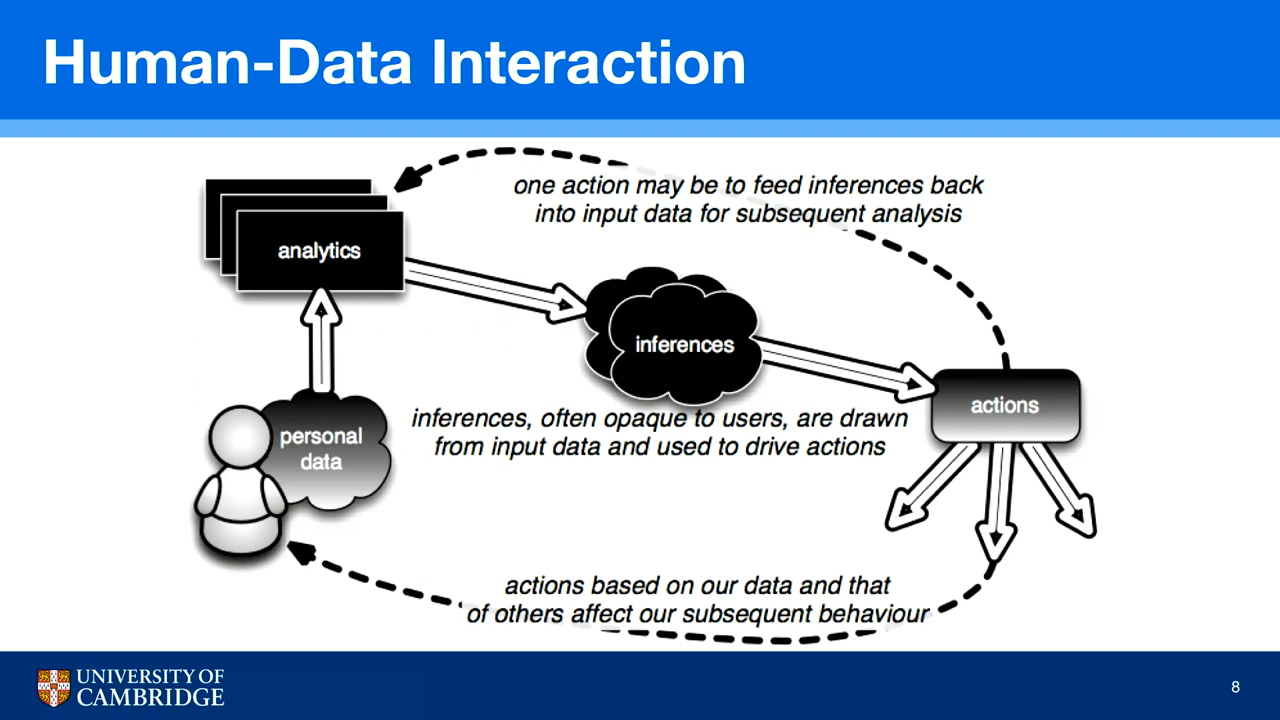 Human-Data Interaction
one action may be to feed inferences back
into input data for subsequent analysis
analytics
inferences
actions
inferences, often opaque to users, are drawn
from input data and used to drive actions
personal
data
actions based on our data and that
of others affect our subsequent behaviour
UNIVERSITY OF
CAMBRIDGE
8